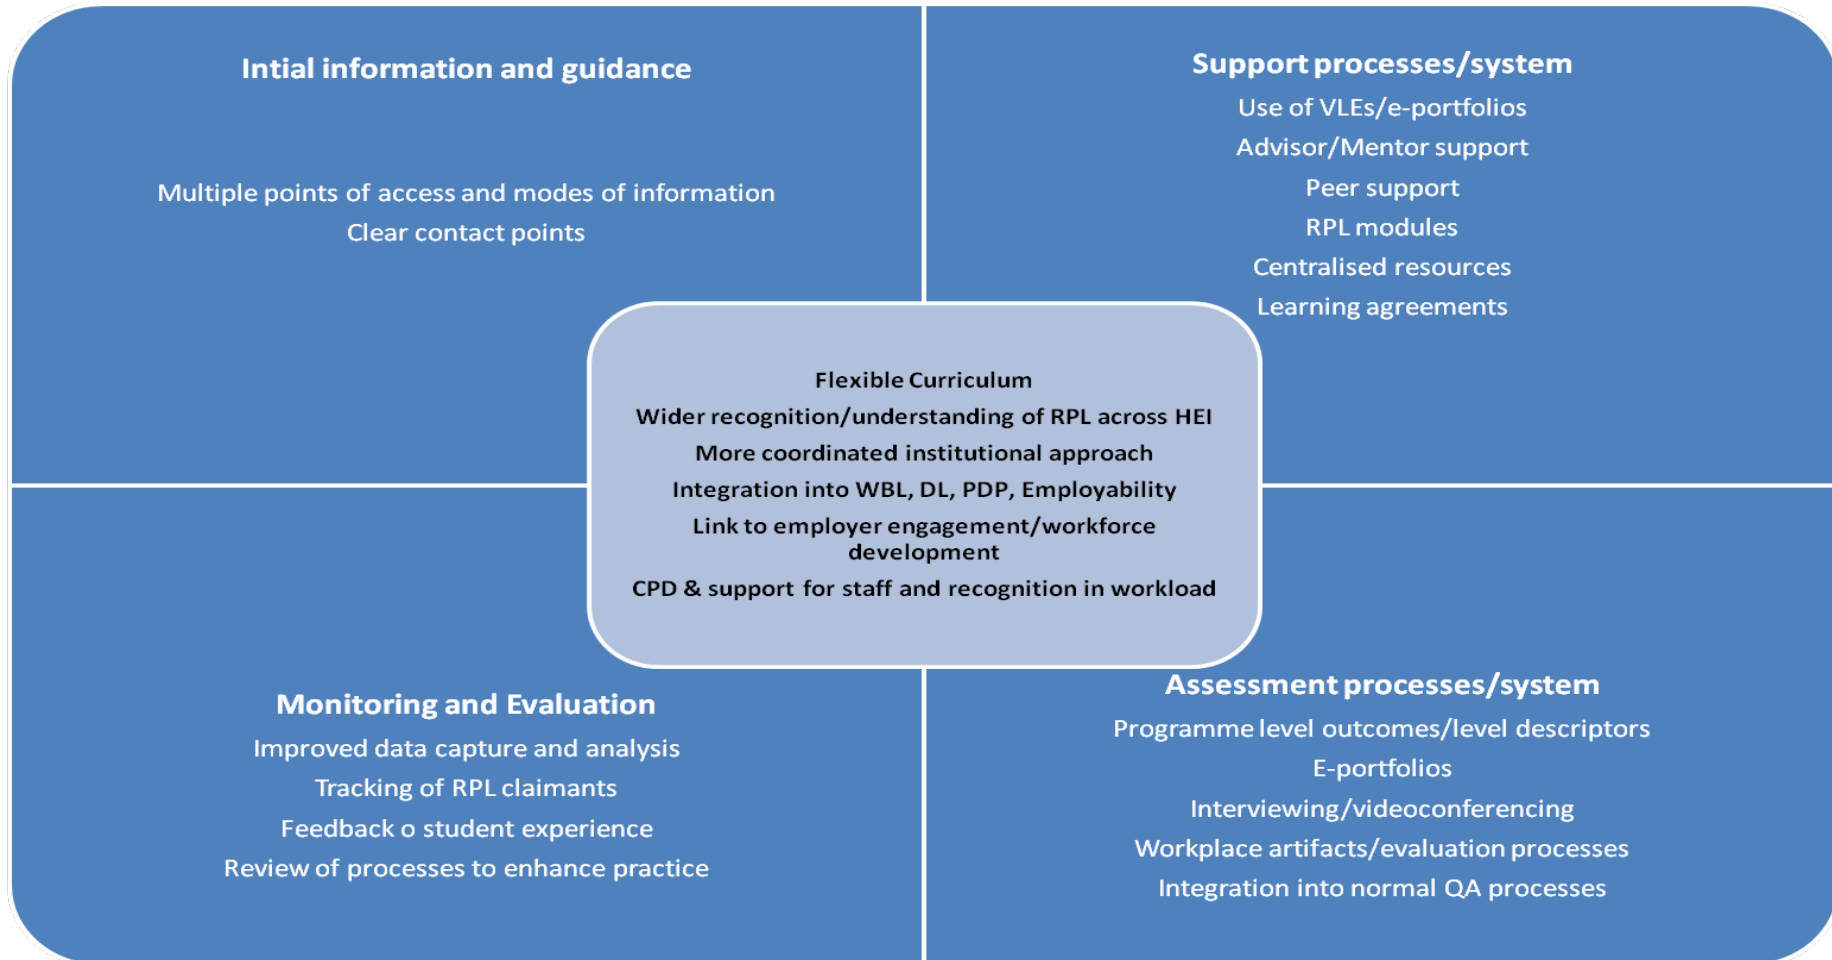 Intial information and guidance
Multiple points of access and modes of information
Clear contact points
Support processes/system
Use of VLEs/e-portfolios
Advisor/Mentor support
Peer support
RPL modules
Centralised resources
Learning agreements
Flexible Curriculum
Wider recognition/understanding of RPL across HEI
More coordinated institutional approach
Integration into WBL, DL, PDP, Employability
Link to employer engagement/workforce
development
CPD & support for staff and recognition in workload
Monitoring and Evaluation
Improved data capture and analysis
Tracking of RPL claimants
Feedback o student experience
Review of processes to enhance practice
Assessment processes/system
Programme level outcomes/level descriptors
E-portfolios
Interviewing/videoconferencing
Workplace artifacts/evaluation processes
Integration into normal QA processes